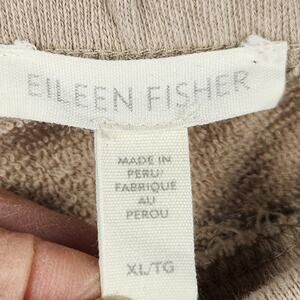 EILEEN FISHER
MADE IN
PERU/
FABRIQUE
AU
PEROU
XL/TG